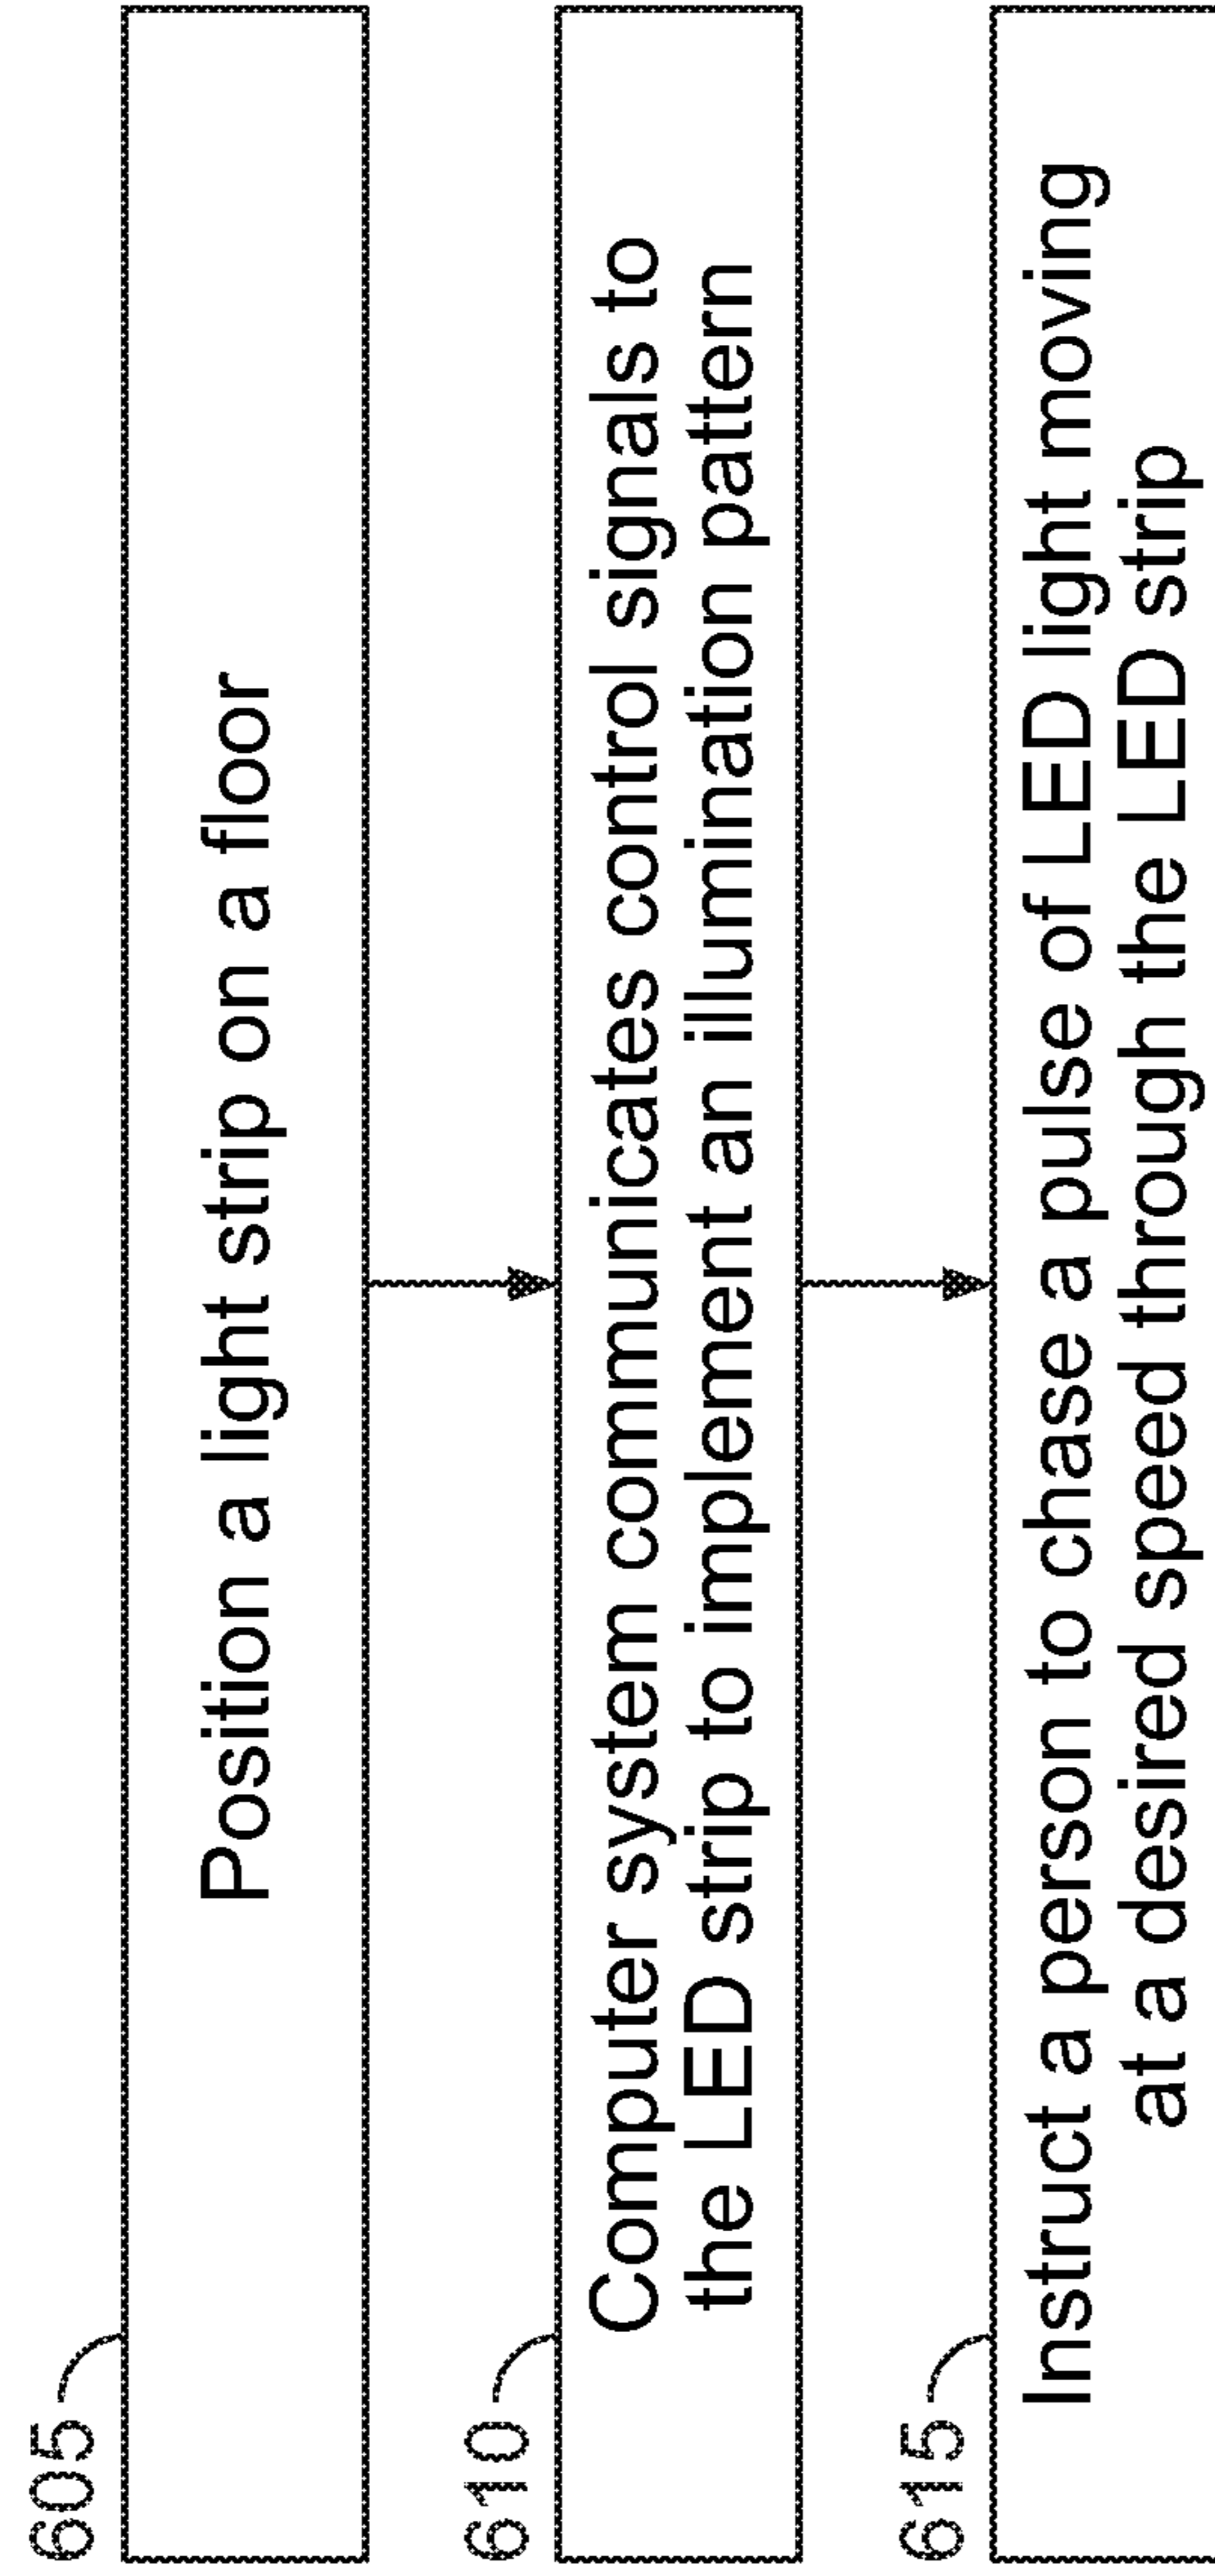 605
Position a light strip on a floor
610
Computer system communicates control signals to
the LED strip to implement an illumination pattern
615
Instruct a person to chase a pulse of LED light moving
at a desired speed through the LED strip